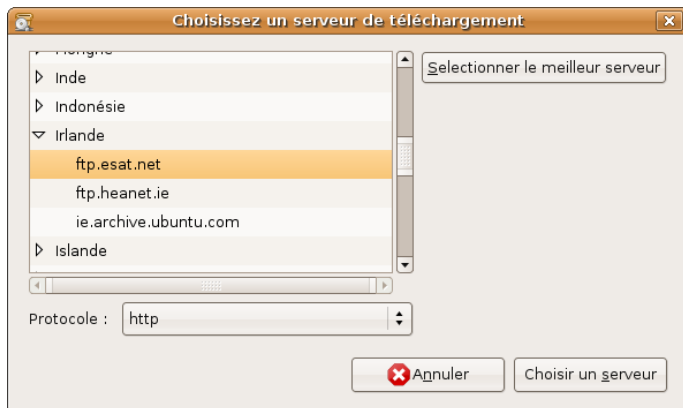 Choisissez un serveur de téléchargement
Hongrie
Inde
Indonésie
Irlande
ftp.esat.net
ftp.heanet.ie
ie.archive.ubuntu.com
Islande
Selectionner le meilleur serveur
Protocole : http
Annuler
Choisir un serveur